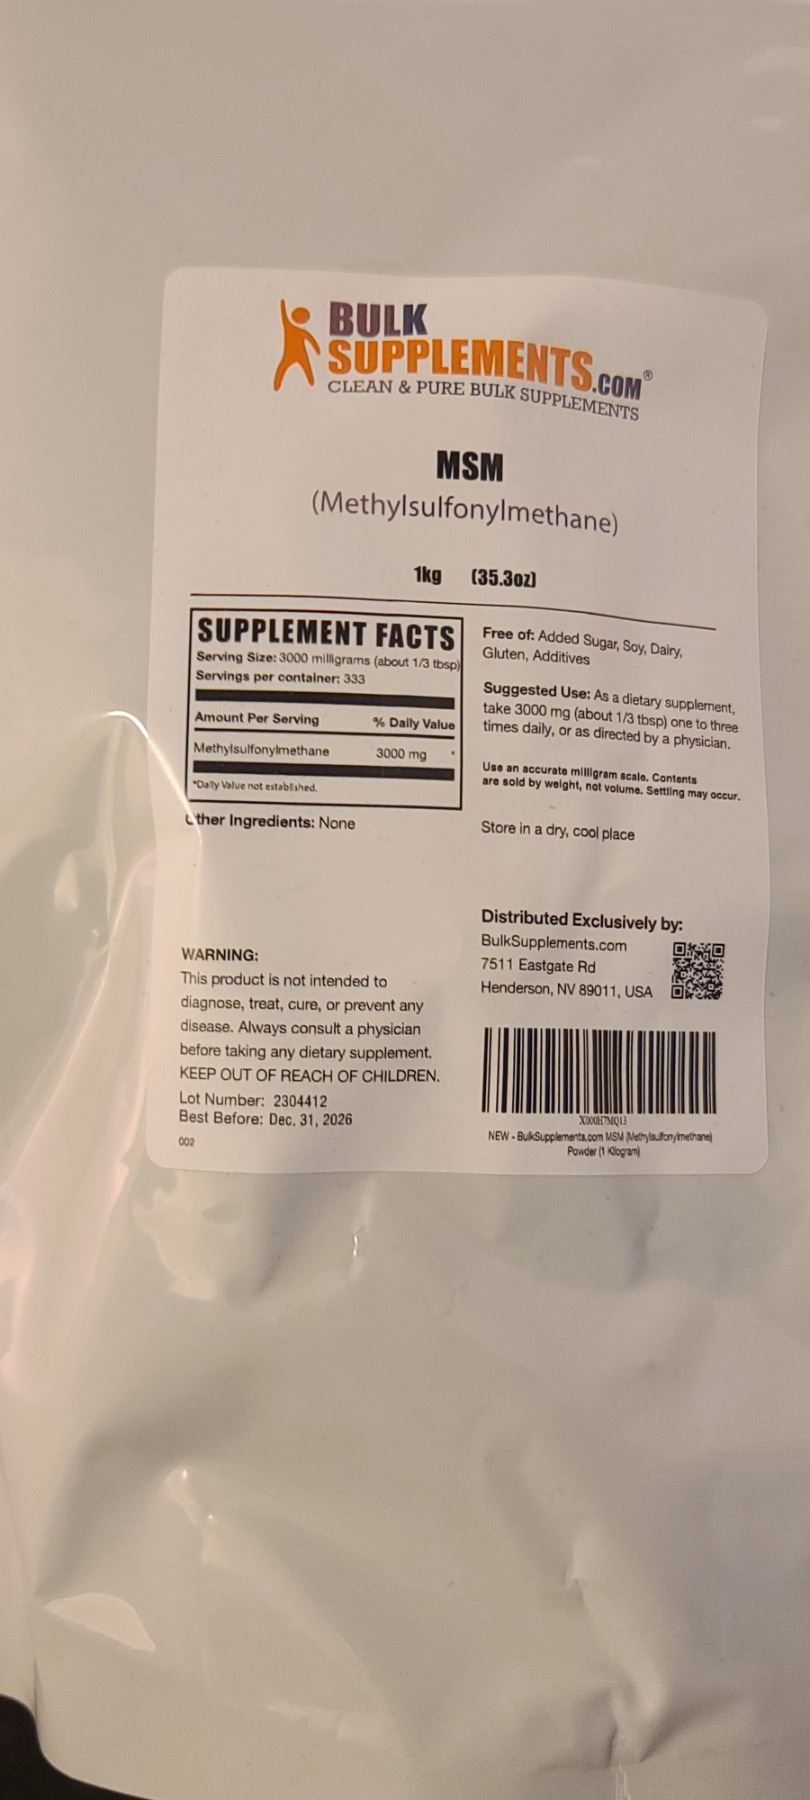 BULK
SUPPLEMENTS.COM®
CLEAN & PURE BULK SUPPLEMENTS
MSM
(Methylsulfonylmethane)
1kg (35.3oz)
SUPPLEMENT FACTS
Serving Size: 3000 milligrams (about 1/3 tbsp)
Servings per container: 333
Amount Per Serving % Daily Value
Methylsulfonylmethane 3000 mg *
*Daily Value not established.
Other Ingredients: None
Free of: Added Sugar, Soy, Dairy,
Gluten, Additives
Suggested Use: As a dietary supplement,
take 3000 mg (about 1/3 tbsp) one to three
times daily, or as directed by a physician.
Use an accurate milligram scale. Contents
are sold by weight, not volume. Settling may occur.
Store in a dry, cool place
WARNING:
This product is not intended to
diagnose, treat, cure, or prevent any
disease. Always consult a physician
before taking any dietary supplement.
KEEP OUT OF REACH OF CHILDREN.
Lot Number: 2304412
Best Before: Dec, 31, 2026
002
Distributed Exclusively by:
BulkSupplements.com
7511 Eastgate Rd
Henderson, NV 89011, USA
X000H7MQ13
NEW - BulkSupplements.com MSM (Methylsulfonylmethane)
Powder (1 Kilogram)